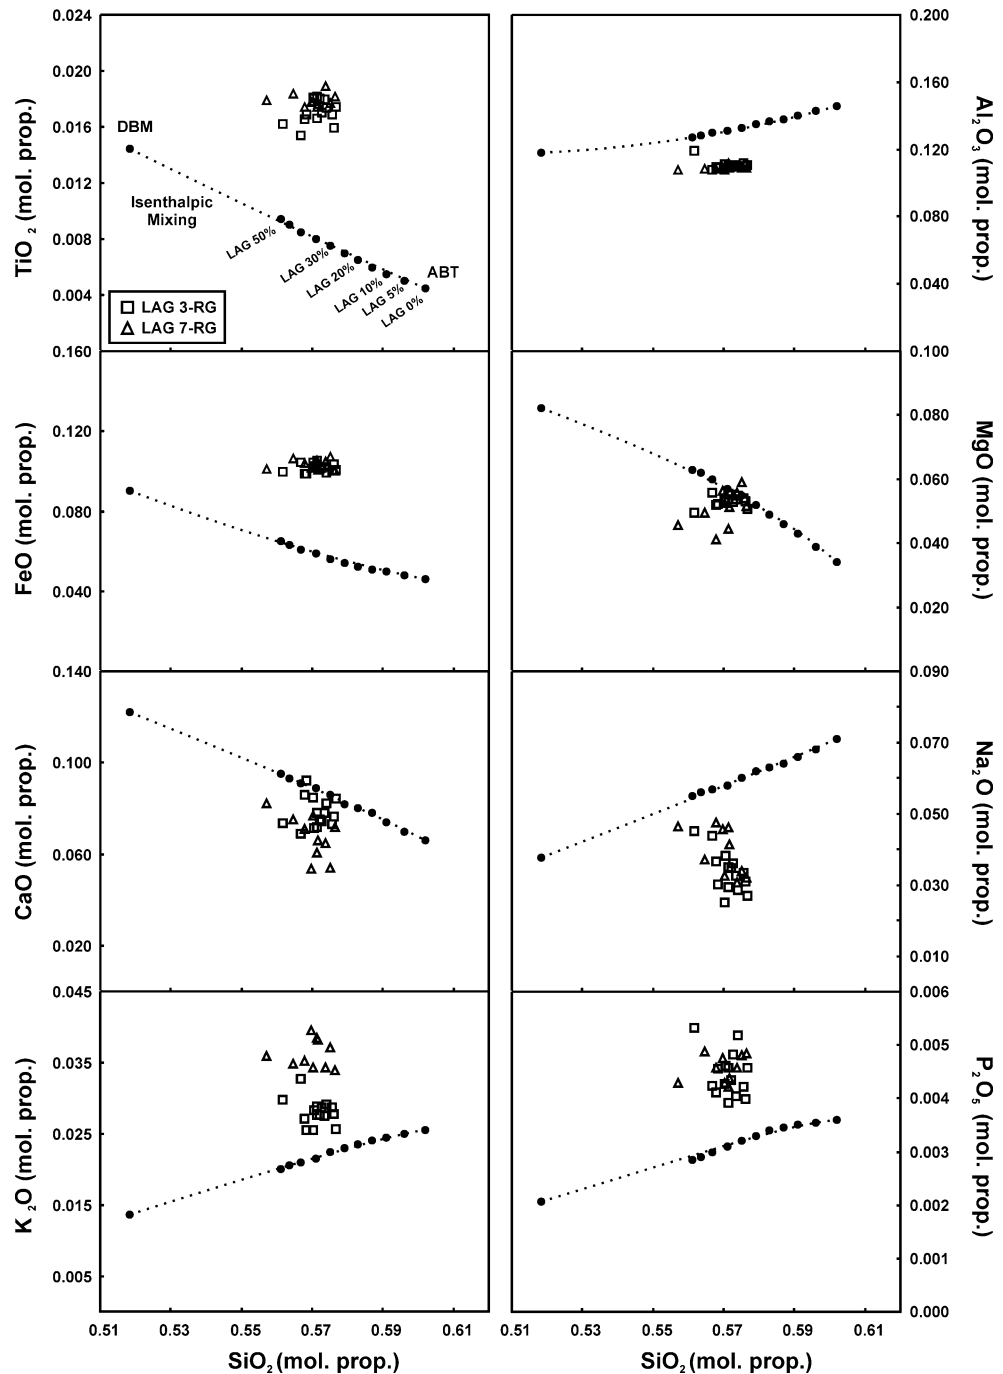 0.024
0.020
0.016
0.012
0.008
0.004
TiO2 (mol. prop.)
DBM
Isenthalpic
Mixing
LAG 50%
LAG 30%
LAG 20%
LAG 10%
LAG 5%
LAG 0%
ABT
LAG 3-RG
LAG 7-RG
0.200
0.160
0.120
0.080
0.040
Al2O3 (mol. prop.)
0.160
0.120
0.080
0.040
FeO (mol. prop.)
0.100
0.080
0.060
0.040
0.020
MgO (mol. prop.)
0.140
0.100
0.060
0.020
CaO (mol. prop.)
0.090
0.070
0.050
0.030
0.010
Na2O (mol. prop.)
0.045
0.035
0.025
0.015
0.005
K2O (mol. prop.)
0.006
0.005
0.004
0.003
0.002
0.001
0.000
P2O5 (mol. prop.)
0.51 0.53 0.55 0.57 0.59 0.61
SiO2 (mol. prop.)
0.51 0.53 0.55 0.57 0.59 0.61
SiO2 (mol. prop.)